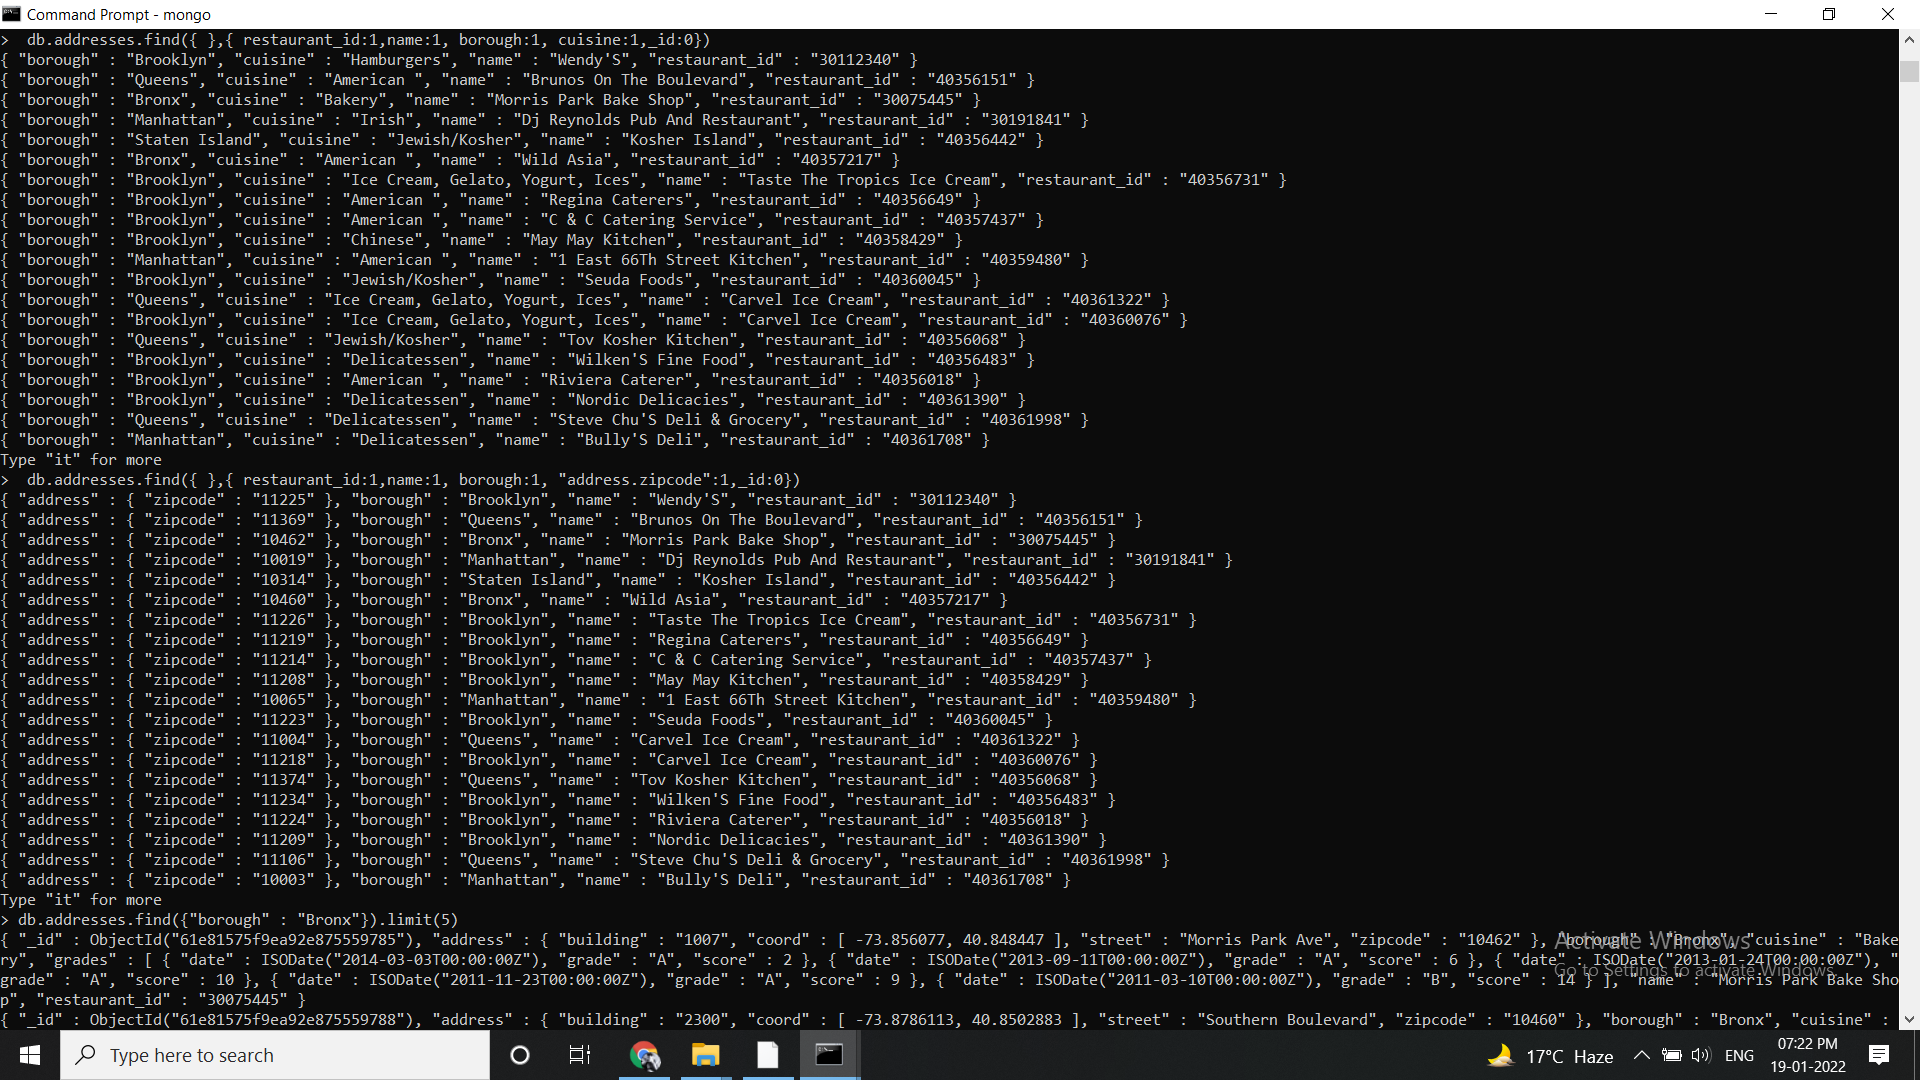 Command Prompt - mongo
>  db.addresses.find({ },{ restaurant_id:1,name:1, borough:1, cuisine:1,_id:0})
{ "borough" : "Brooklyn", "cuisine" : "Hamburgers", "name" : "Wendy'S", "restaurant_id" : "30112340" }
{ "borough" : "Queens", "cuisine" : "American ", "name" : "Brunos On The Boulevard", "restaurant_id" : "40356151" }
{ "borough" : "Bronx", "cuisine" : "Bakery", "name" : "Morris Park Bake Shop", "restaurant_id" : "30075445" }
{ "borough" : "Manhattan", "cuisine" : "Irish", "name" : "Dj Reynolds Pub And Restaurant", "restaurant_id" : "30191841" }
{ "borough" : "Staten Island", "cuisine" : "Jewish/Kosher", "name" : "Kosher Island", "restaurant_id" : "40356442" }
{ "borough" : "Bronx", "cuisine" : "American ", "name" : "Wild Asia", "restaurant_id" : "40357217" }
{ "borough" : "Brooklyn", "cuisine" : "Ice Cream, Gelato, Yogurt, Ices", "name" : "Taste The Tropics Ice Cream", "restaurant_id" : "40356731" }
{ "borough" : "Brooklyn", "cuisine" : "American ", "name" : "Regina Caterers", "restaurant_id" : "40356649" }
{ "borough" : "Brooklyn", "cuisine" : "American ", "name" : "C & C Catering Service", "restaurant_id" : "40357437" }
{ "borough" : "Brooklyn", "cuisine" : "Chinese", "name" : "May May Kitchen", "restaurant_id" : "40358429" }
{ "borough" : "Manhattan", "cuisine" : "American ", "name" : "1 East 66Th Street Kitchen", "restaurant_id" : "40359480" }
{ "borough" : "Brooklyn", "cuisine" : "Jewish/Kosher", "name" : "Seuda Foods", "restaurant_id" : "40360045" }
{ "borough" : "Queens", "cuisine" : "Ice Cream, Gelato, Yogurt, Ices", "name" : "Carvel Ice Cream", "restaurant_id" : "40361322" }
{ "borough" : "Brooklyn", "cuisine" : "Ice Cream, Gelato, Yogurt, Ices", "name" : "Carvel Ice Cream", "restaurant_id" : "40360076" }
{ "borough" : "Queens", "cuisine" : "Jewish/Kosher", "name" : "Tov Kosher Kitchen", "restaurant_id" : "40356068" }
{ "borough" : "Brooklyn", "cuisine" : "Delicatessen", "name" : "Wilken'S Fine Food", "restaurant_id" : "40356483" }
{ "borough" : "Brooklyn", "cuisine" : "American ", "name" : "Riviera Caterer", "restaurant_id" : "40356018" }
{ "borough" : "Brooklyn", "cuisine" : "Delicatessen", "name" : "Nordic Delicacies", "restaurant_id" : "40361390" }
{ "borough" : "Queens", "cuisine" : "Delicatessen", "name" : "Steve Chu'S Deli & Grocery", "restaurant_id" : "40361998" }
{ "borough" : "Manhattan", "cuisine" : "Delicatessen", "name" : "Bully'S Deli", "restaurant_id" : "40361708" }
Type "it" for more
>  db.addresses.find({ },{ restaurant_id:1,name:1, borough:1, "address.zipcode":1,_id:0})
{ "address" : { "zipcode" : "11225" }, "borough" : "Brooklyn", "name" : "Wendy'S", "restaurant_id" : "30112340" }
{ "address" : { "zipcode" : "11369" }, "borough" : "Queens", "name" : "Brunos On The Boulevard", "restaurant_id" : "40356151" }
{ "address" : { "zipcode" : "10462" }, "borough" : "Bronx", "name" : "Morris Park Bake Shop", "restaurant_id" : "30075445" }
{ "address" : { "zipcode" : "10019" }, "borough" : "Manhattan", "name" : "Dj Reynolds Pub And Restaurant", "restaurant_id" : "30191841" }
{ "address" : { "zipcode" : "10314" }, "borough" : "Staten Island", "name" : "Kosher Island", "restaurant_id" : "40356442" }
{ "address" : { "zipcode" : "10460" }, "borough" : "Bronx", "name" : "Wild Asia", "restaurant_id" : "40357217" }
{ "address" : { "zipcode" : "11226" }, "borough" : "Brooklyn", "name" : "Taste The Tropics Ice Cream", "restaurant_id" : "40356731" }
{ "address" : { "zipcode" : "11219" }, "borough" : "Brooklyn", "name" : "Regina Caterers", "restaurant_id" : "40356649" }
{ "address" : { "zipcode" : "11214" }, "borough" : "Brooklyn", "name" : "C & C Catering Service", "restaurant_id" : "40357437" }
{ "address" : { "zipcode" : "11208" }, "borough" : "Brooklyn", "name" : "May May Kitchen", "restaurant_id" : "40358429" }
{ "address" : { "zipcode" : "10065" }, "borough" : "Manhattan", "name" : "1 East 66Th Street Kitchen", "restaurant_id" : "40359480" }
{ "address" : { "zipcode" : "11223" }, "borough" : "Brooklyn", "name" : "Seuda Foods", "restaurant_id" : "40360045" }
{ "address" : { "zipcode" : "11004" }, "borough" : "Queens", "name" : "Carvel Ice Cream", "restaurant_id" : "40361322" }
{ "address" : { "zipcode" : "11218" }, "borough" : "Brooklyn", "name" : "Carvel Ice Cream", "restaurant_id" : "40360076" }
{ "address" : { "zipcode" : "11374" }, "borough" : "Queens", "name" : "Tov Kosher Kitchen", "restaurant_id" : "40356068" }
{ "address" : { "zipcode" : "11234" }, "borough" : "Brooklyn", "name" : "Wilken'S Fine Food", "restaurant_id" : "40356483" }
{ "address" : { "zipcode" : "11224" }, "borough" : "Brooklyn", "name" : "Riviera Caterer", "restaurant_id" : "40356018" }
{ "address" : { "zipcode" : "11209" }, "borough" : "Brooklyn", "name" : "Nordic Delicacies", "restaurant_id" : "40361390" }
{ "address" : { "zipcode" : "11106" }, "borough" : "Queens", "name" : "Steve Chu'S Deli & Grocery", "restaurant_id" : "40361998" }
{ "address" : { "zipcode" : "10003" }, "borough" : "Manhattan", "name" : "Bully'S Deli", "restaurant_id" : "40361708" }
Type "it" for more
> db.addresses.find({"borough" : "Bronx"}).limit(5)
{ "_id" : ObjectId("61e81575f9ea92e875559785"), "address" : { "building" : "1007", "coord" : [ -73.856077, 40.848447 ], "street" : "Morris Park Ave", "zipcode" : "10462" }, "borough" : "Bronx", "cuisine" : "Bake
ry", "grades" : [ { "date" : ISODate("2014-03-03T00:00:00Z"), "grade" : "A", "score" : 2 }, { "date" : ISODate("2013-09-11T00:00:00Z"), "grade" : "A", "score" : 6 }, { "date" : ISODate("2013-01-24T00:00:00Z"), "
grade" : "A", "score" : 10 }, { "date" : ISODate("2011-11-23T00:00:00Z"), "grade" : "A", "score" : 9 }, { "date" : ISODate("2011-03-10T00:00:00Z"), "grade" : "B", "score" : 14 } ], "name" : "Morris Park Bake Sho
p", "restaurant_id" : "30075445" }
{ "_id" : ObjectId("61e81575f9ea92e875559788"), "address" : { "building" : "2300", "coord" : [ -73.8786113, 40.8502883 ], "street" : "Southern Boulevard", "zipcode" : "10460" }, "borough" : "Bronx", "cuisine" :
Activate Windows
Go to Settings to activate Windows.
Type here to search
17°C Haze
ENG
07:22 PM
19-01-2022